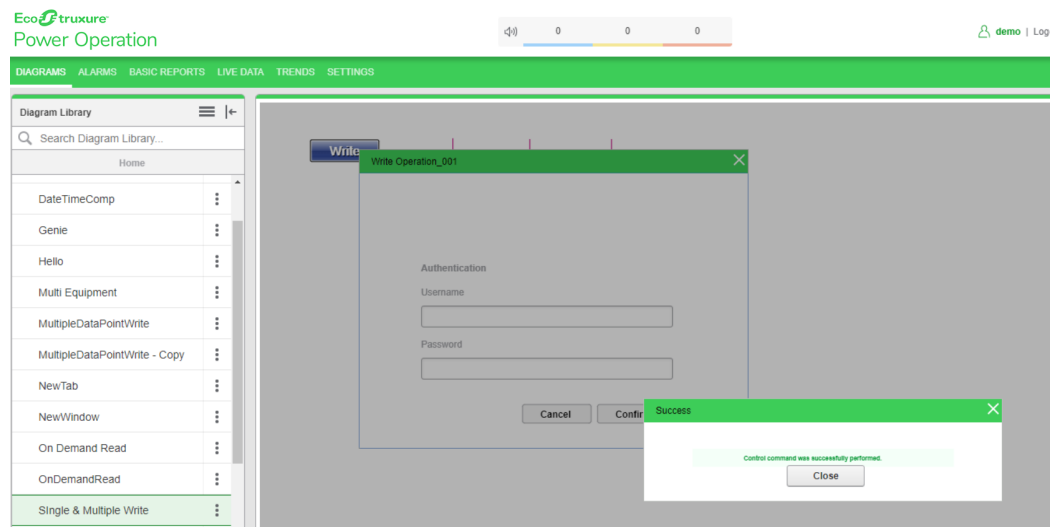 EcoStruxure
Power Operation
0 0 0
demo | Log
DIAGRAMS ALARMS BASIC REPORTS LIVE DATA TRENDS SETTINGS
Diagram Library
Search Diagram Library...
Home
DateTimeComp
Genie
Hello
Multi Equipment
MultipleDataPointWrite
MultipleDataPointWrite - Copy
NewTab
NewWindow
On Demand Read
OnDemandRead
SIngle & Multiple Write
Write
Write Operation_001
Authentication
Username
Password
Cancel Confir
Success
Control command was successfully performed.
Close